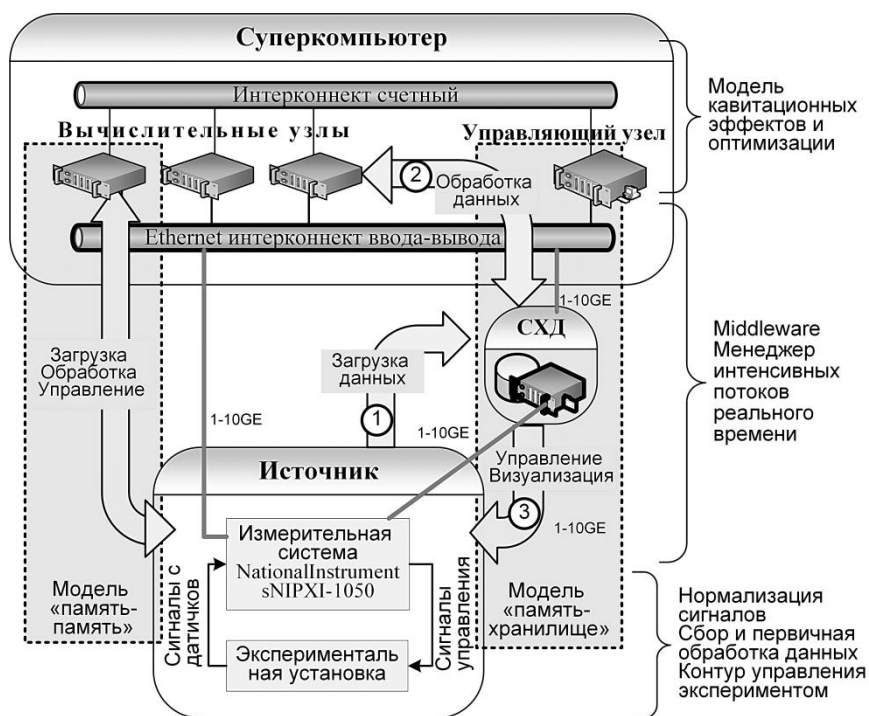 Суперкомпьютер
Интерконнект счетный
Вычислительные узлы
Управляющий узел
2
Обработка
данных
Ethernet интерконнект ввода-вывода
1-10GE
СХД
Загрузка
Обработка
Управление
Загрузка
данных
1-10GE
1
1-10GE
Источник
Управление
Визуализация
3
1-10GE
Измерительная
система
NationalInstrument
sNIPXI-1050
Сигналы с
датчиков
Сигналы
управления
Эксперименталь
ная установка
Модель
«память-
память»
Модель
«память-
хранилище»
Модель
кавитационных
эффектов и
оптимизации
Middleware
Менеджер
интенсивных
потоков
реального
времени
Нормализация
сигналов
Сбор и первичная
обработка данных
Контур управления
экспериментом